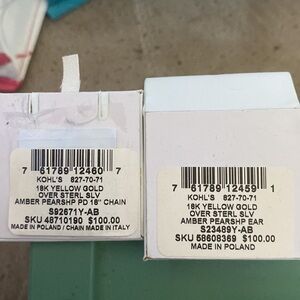 7 61789 12460 7
KOHL'S 827-70-71
18K YELLOW GOLD
OVER STERL SLV
AMBER PEARSHP PD 18" CHAIN
S92671Y-AB
SKU 48710190 $100.00
MADE IN POLAND / CHAIN MADE IN ITALY
7 61789 12459 1
KOHL'S 827-70-71
18K YELLOW GOLD
OVER STERL SLV
AMBER PEARSHP EAR
S23489Y-AB
SKU 58608369 $100.00
MADE IN POLAND